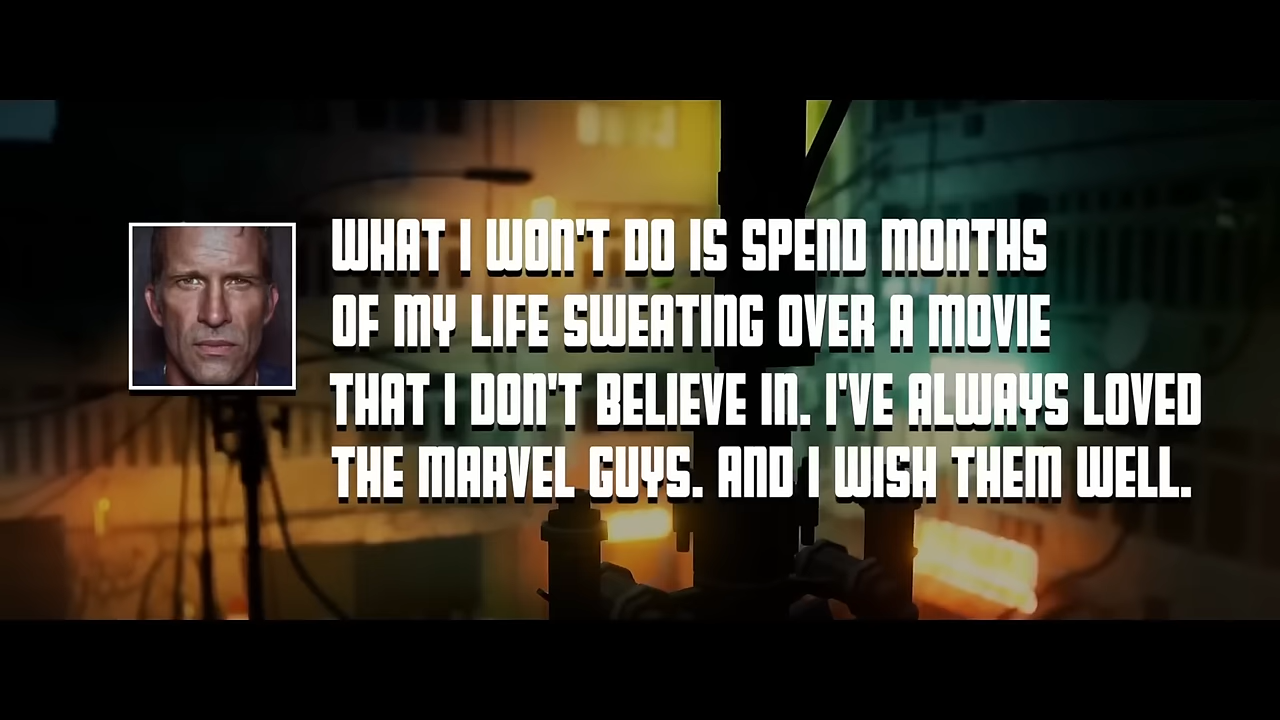 WHAT I WON'T DO IS SPEND MONTHS
OF MY LIFE SWEATING OVER A MOVIE
THAT I DON'T BELIEVE IN. I'VE ALWAYS LOVED
THE MARVEL GUYS. AND I WISH THEM WELL.